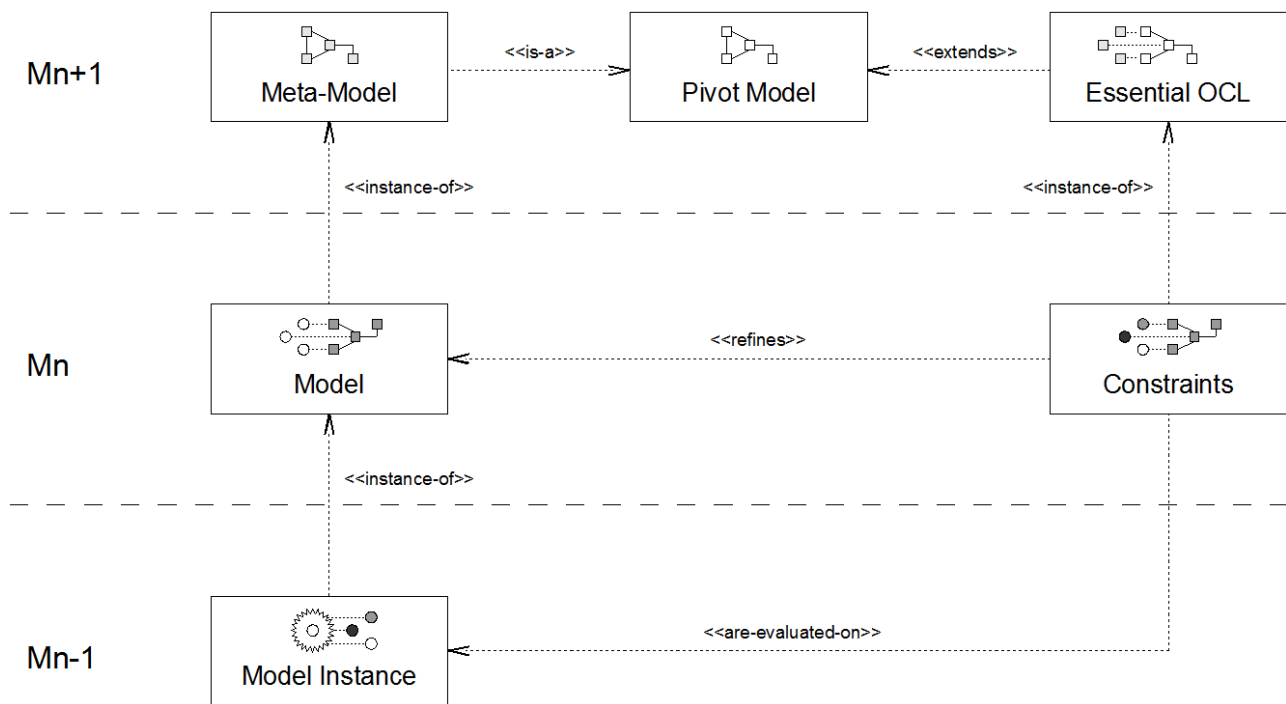 <<is-a>>
<<extends>>
Mn+1
Meta-Model
Pivot Model
Essential OCL
<<instance-of>>
<<instance-of>>
<<refines>>
Mn
Model
Constraints
<<instance-of>>
<<are-evaluated-on>>
Mn-1
Model Instance